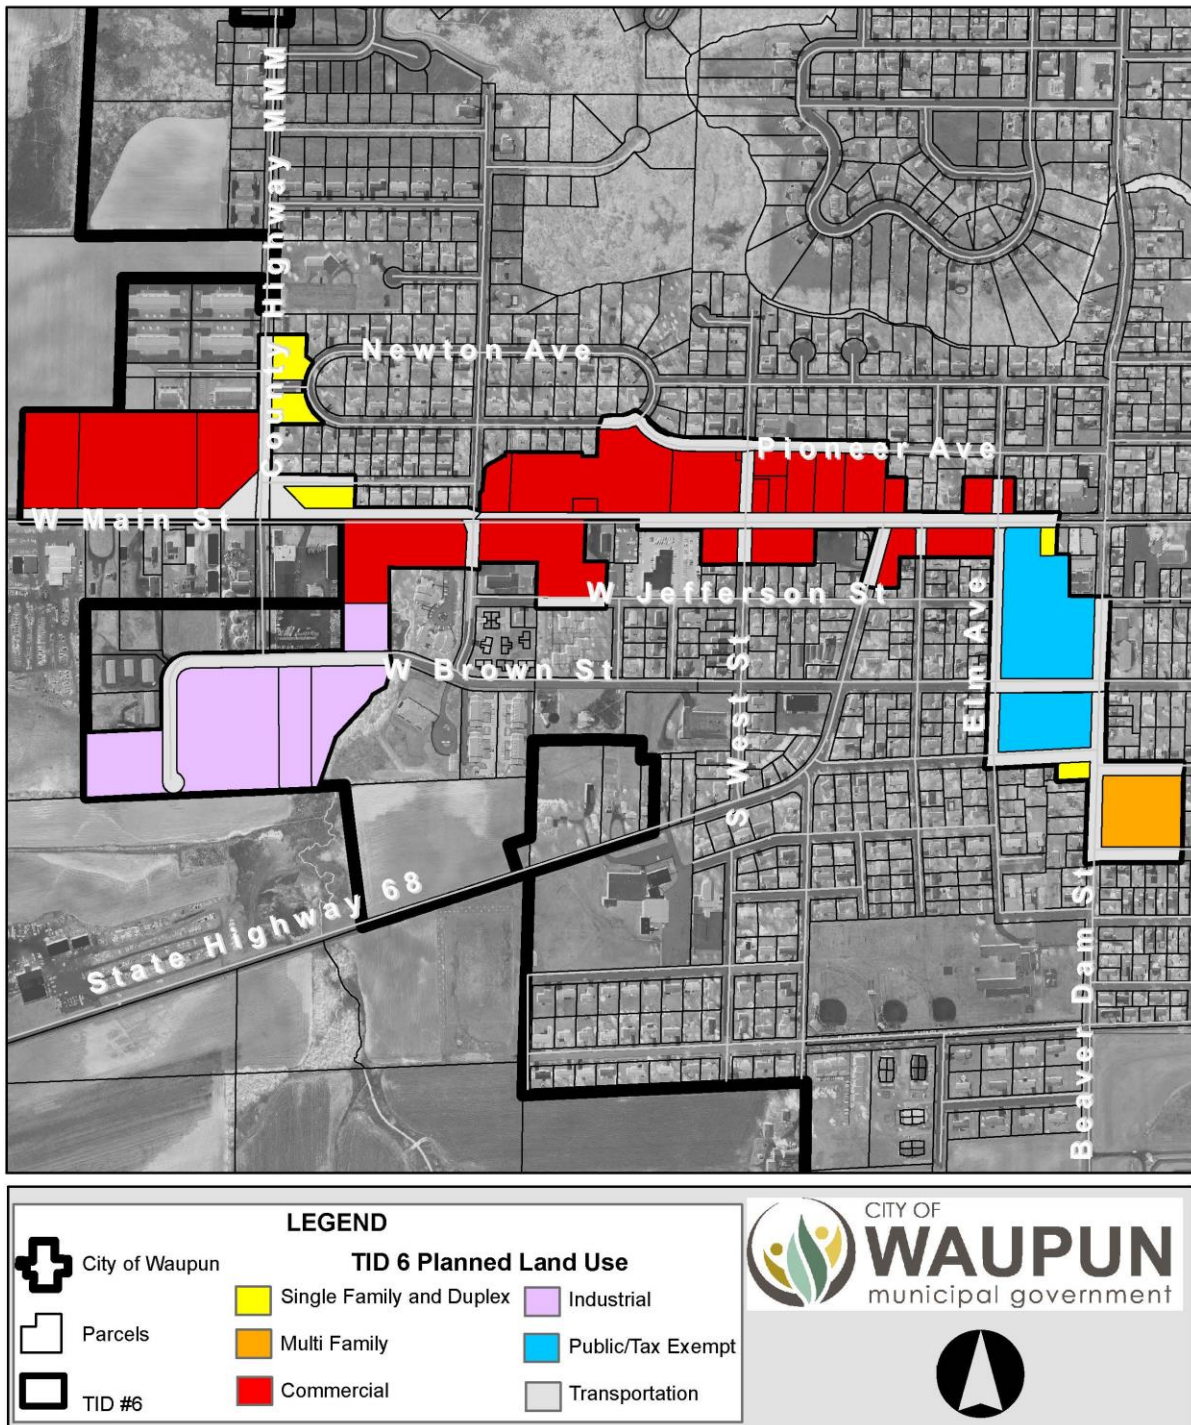 County Highway MMM
Newton Ave
Pioneer Ave
W Main St
W Jefferson St
W Brown St
S West St
Elm Ave
State Highway 68
Beaver Dam St
LEGEND
City of Waupun
Parcels
TID #6
TID 6 Planned Land Use
Single Family and Duplex
Multi Family
Commercial
Industrial
Public/Tax Exempt
Transportation
CITY OF
WAUPUN
municipal government